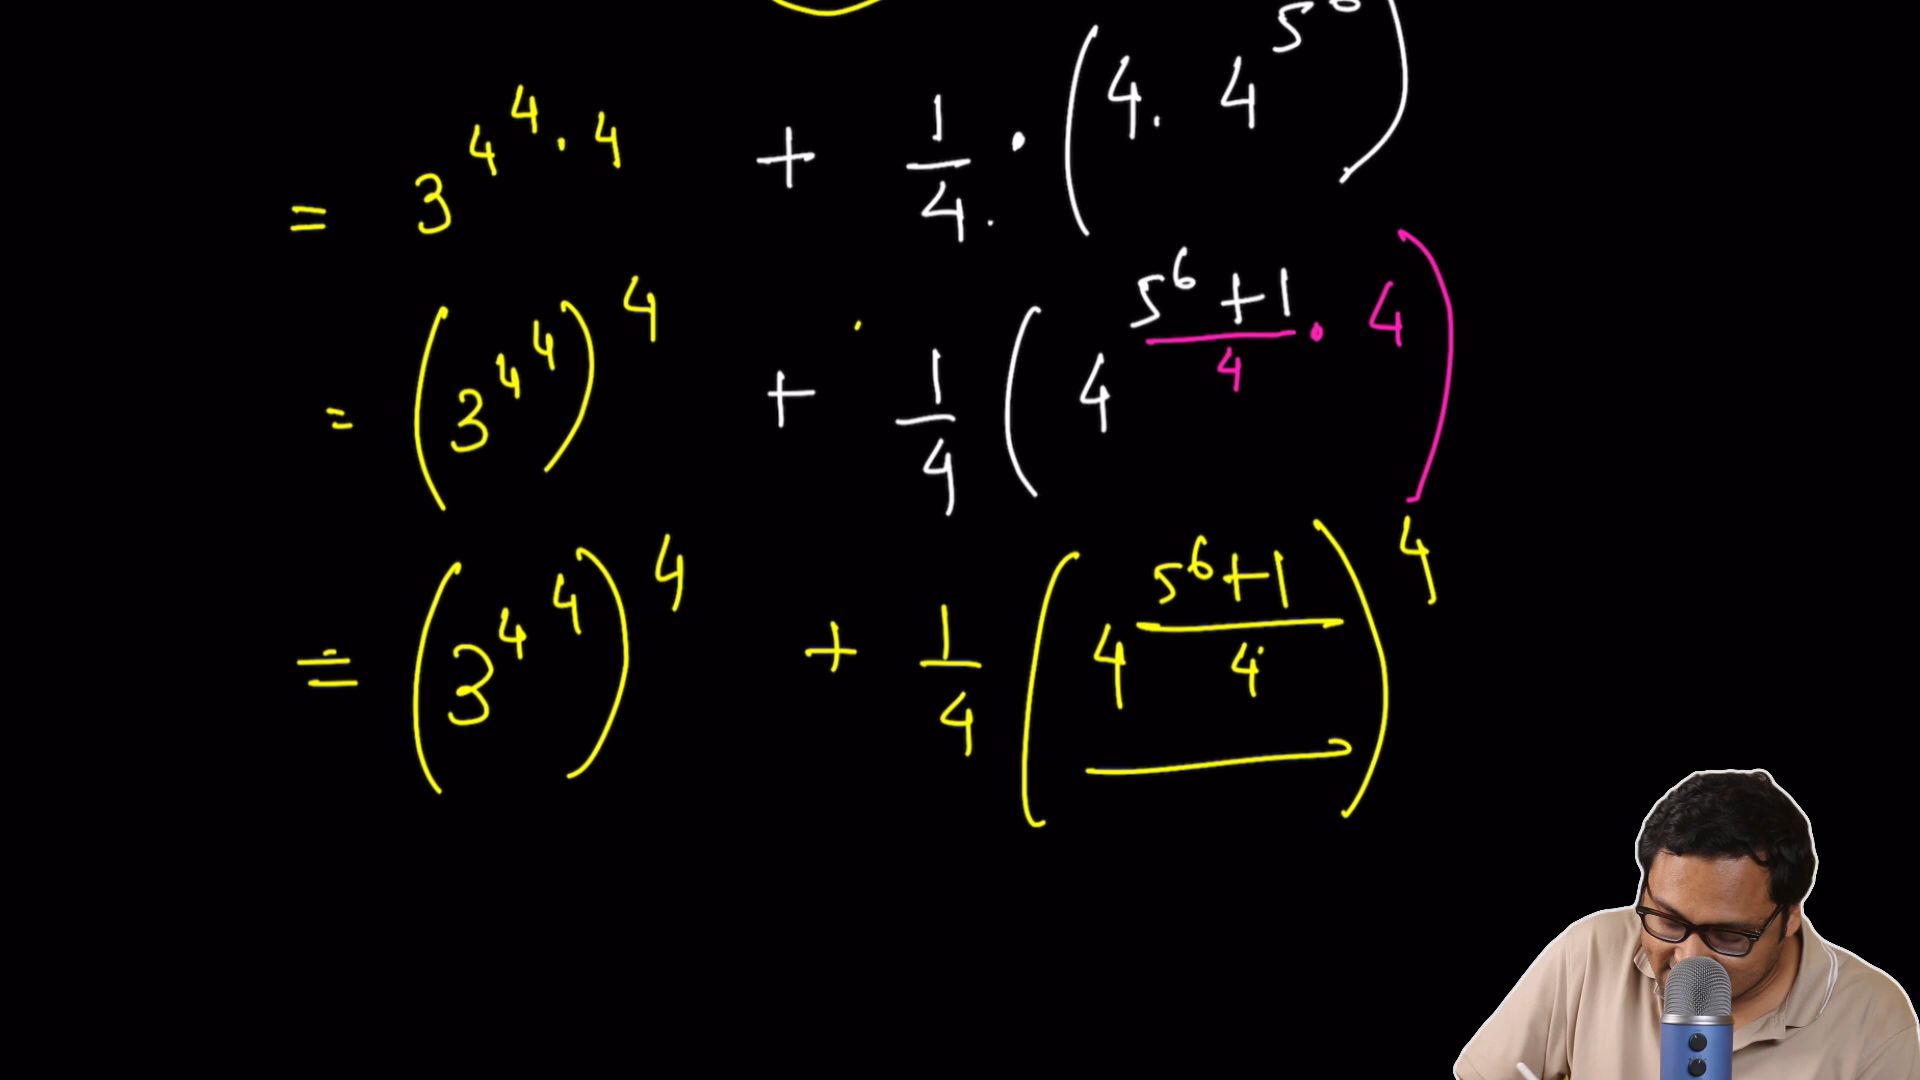 = 3^{4^4 · 4} + 1/4 · (4 · 4^{5^6})
= (3^{4^4})^4 + 1/4 (4^{(5^6+1)/4 · 4})
= (3^{4^4})^4 + 1/4 (4^{(5^6+1)/4})^4